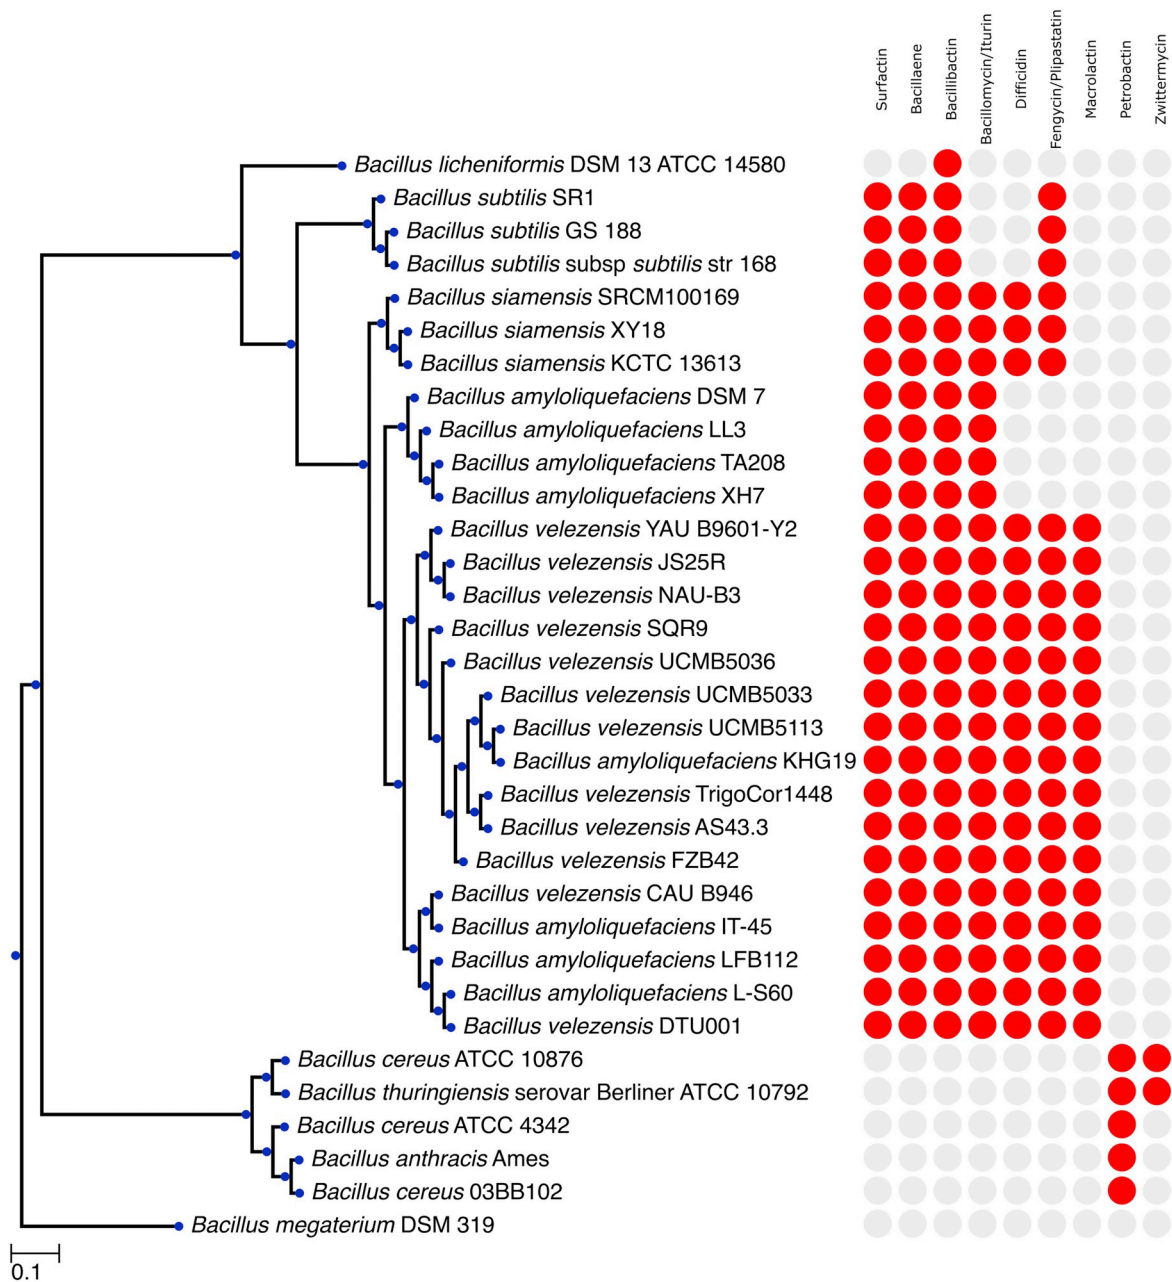 Surfactin
Bacillaene
Bacillibactin
Bacillomycin/Iturin
Difficidin
Fengycin/Plipastatin
Macrolactin
Petrobactin
Zwittermycin
Bacillus licheniformis DSM 13 ATCC 14580
Bacillus subtilis SR1
Bacillus subtilis GS 188
Bacillus subtilis subsp subtilis str 168
Bacillus siamensis SRCM100169
Bacillus siamensis XY18
Bacillus siamensis KCTC 13613
Bacillus amyloliquefaciens DSM 7
Bacillus amyloliquefaciens LL3
Bacillus amyloliquefaciens TA208
Bacillus amyloliquefaciens XH7
Bacillus velezensis YAU B9601-Y2
Bacillus velezensis JS25R
Bacillus velezensis NAU-B3
Bacillus velezensis SQR9
Bacillus velezensis UCMB5036
Bacillus velezensis UCMB5033
Bacillus velezensis UCMB5113
Bacillus amyloliquefaciens KHG19
Bacillus velezensis TrigoCor1448
Bacillus velezensis AS43.3
Bacillus velezensis FZB42
Bacillus velezensis CAU B946
Bacillus amyloliquefaciens IT-45
Bacillus amyloliquefaciens LFB112
Bacillus amyloliquefaciens L-S60
Bacillus velezensis DTU001
Bacillus cereus ATCC 10876
Bacillus thuringiensis serovar Berliner ATCC 10792
Bacillus cereus ATCC 4342
Bacillus anthracis Ames
Bacillus cereus 03BB102
Bacillus megaterium DSM 319
0.1